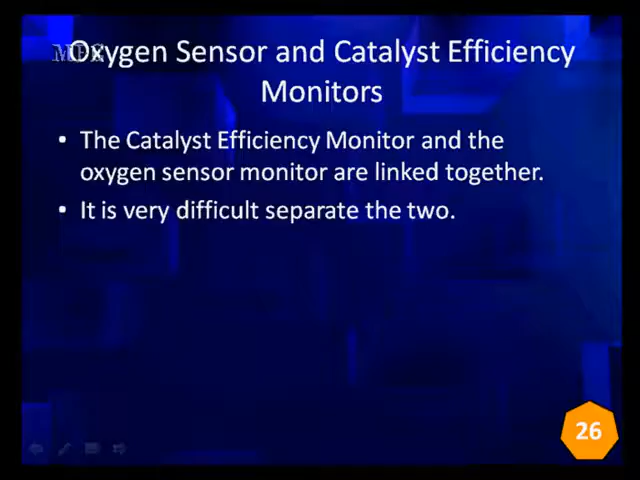 Oxygen Sensor and Catalyst Efficiency
Monitors
• The Catalyst Efficiency Monitor and the
oxygen sensor monitor are linked together.
• It is very difficult separate the two.
26